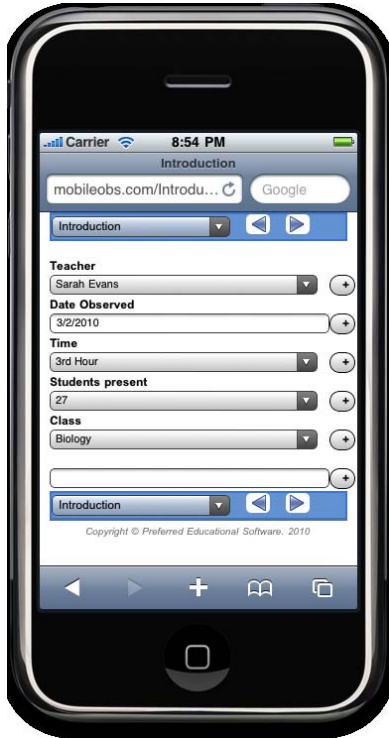 Carrier 8:54 PM
Introduction
mobileobs.com/Introdu... Google
Introduction
Teacher
Sarah Evans
+
Date Observed
3/2/2010
+
Time
3rd Hour
+
Students present
27
+
Class
Biology
+
+
Introduction
Copyright © Preferred Educational Software. 2010